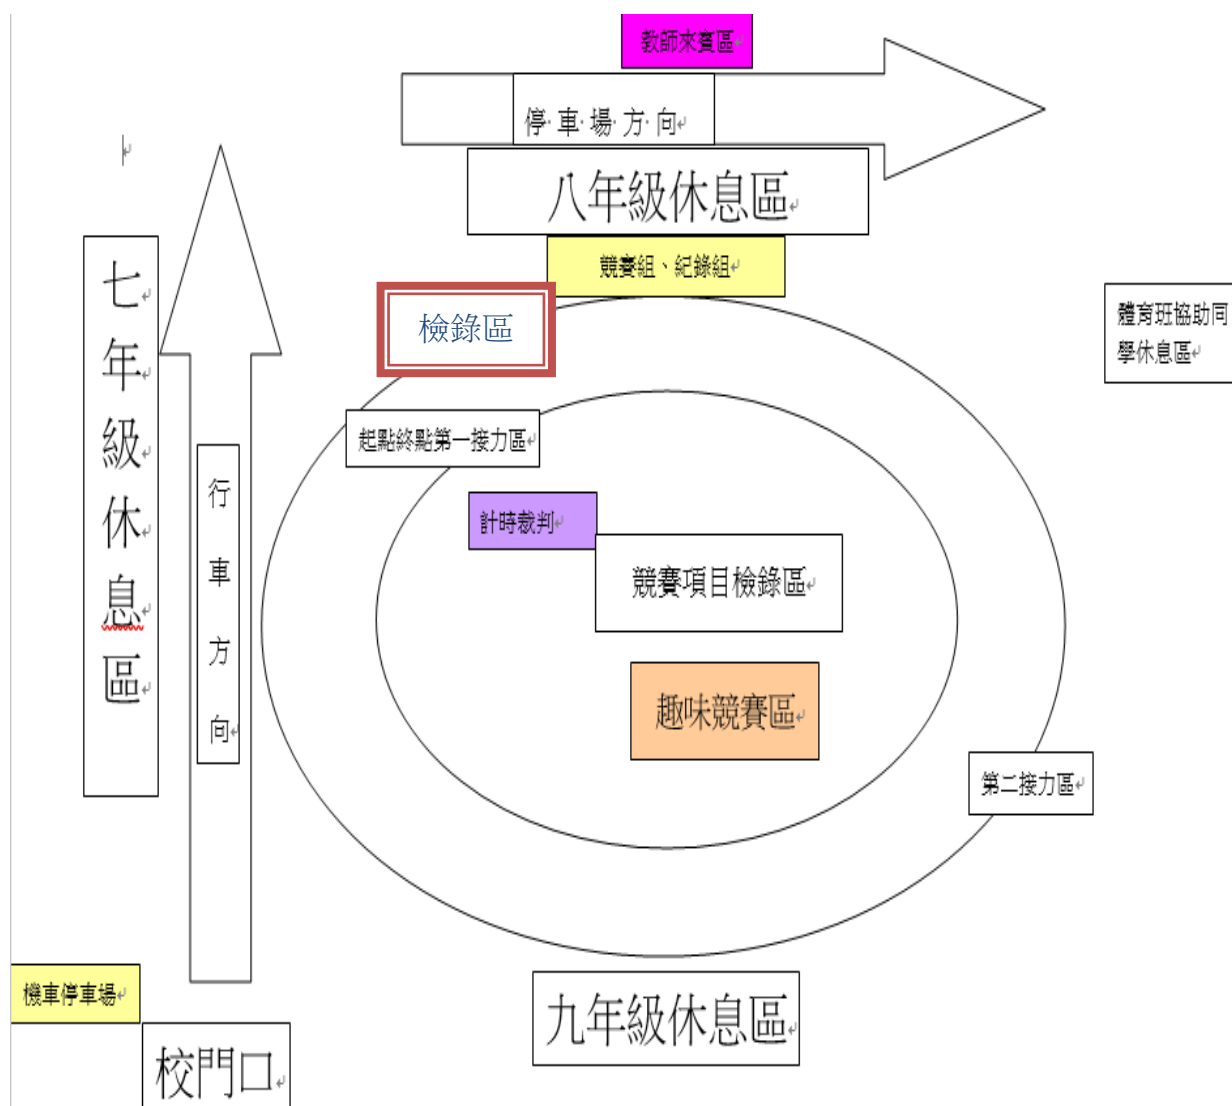 教師來賓區
停車場方向
八年級休息區
競賽組、紀錄組
檢錄區
體育班協助同
學休息區
七年級休息區
起點終點第一接力區
行車方向
計時裁判
競賽項目檢錄區
趣味競賽區
第二接力區
機車停車場
九年級休息區
校門口